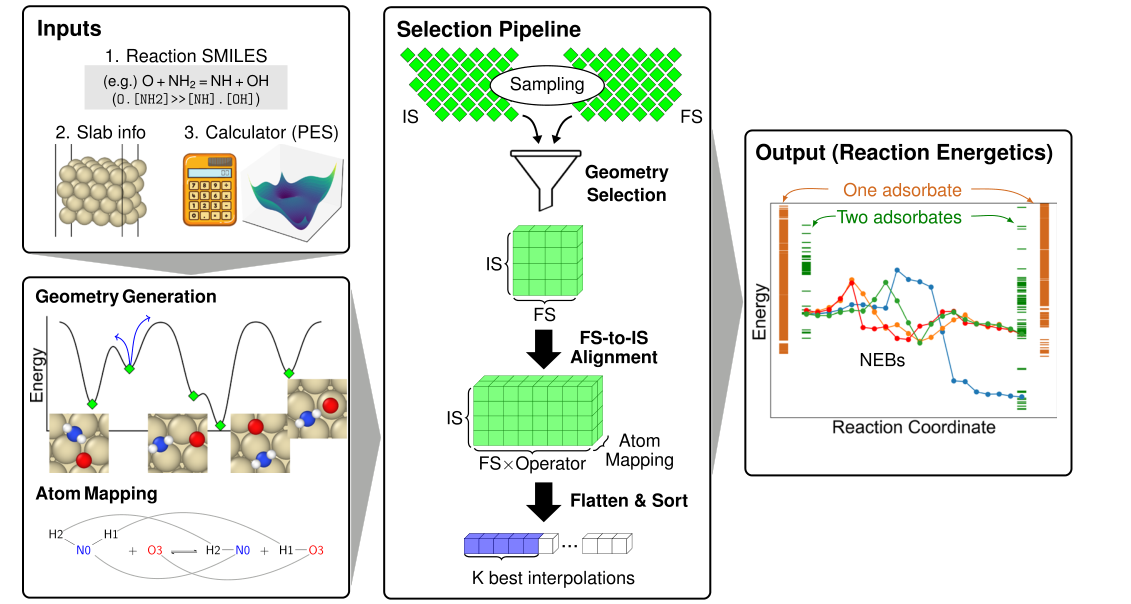 Inputs
1. Reaction SMILES
(e.g.) O + NH₂ = NH + OH
(O.[NH2]>>[NH].[OH])
2. Slab info
3. Calculator (PES)
Geometry Generation
Energy
Atom Mapping
H2
H1
N0
+
O3
H2
N0
+
H1
O3
Selection Pipeline
Sampling
IS
FS
Geometry
Selection
IS
FS
FS-to-IS
Alignment
IS
FS×Operator
Atom
Mapping
Flatten & Sort
...
K best interpolations
Output (Reaction Energetics)
One adsorbate
Two adsorbates
Energy
NEBs
Reaction Coordinate